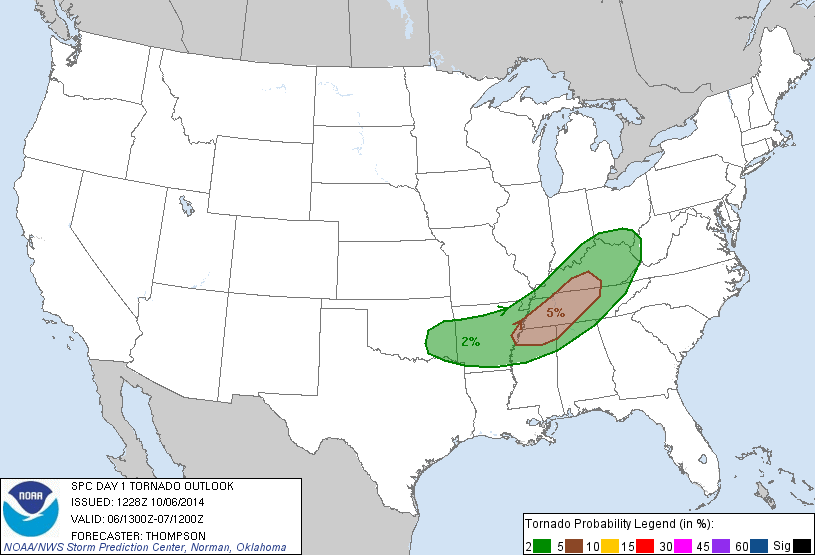 2%
5%
NOAA
SPC DAY 1 TORNADO OUTLOOK
ISSUED: 1228Z 10/06/2014
VALID: 06/1300Z-07/1200Z
FORECASTER: THOMPSON
NOAA/NWS Storm Prediction Center, Norman, Oklahoma
Tornado Probability Legend (in %):
2 5 10 15 30 45 60 Sig